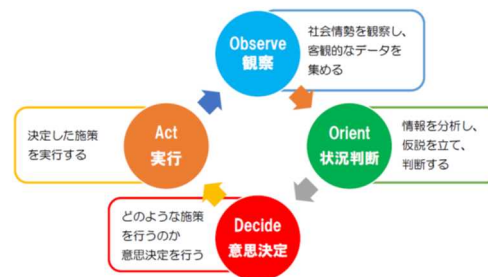 Observe
観察
社会情勢を観察し、
客観的なデータを
集める
Orient
状況判断
情報を分析し、
仮説を立て、
判断する
Decide
意思決定
どのような施策
を行うのか
意思決定を行う
Act
実行
決定した施策
を実行する